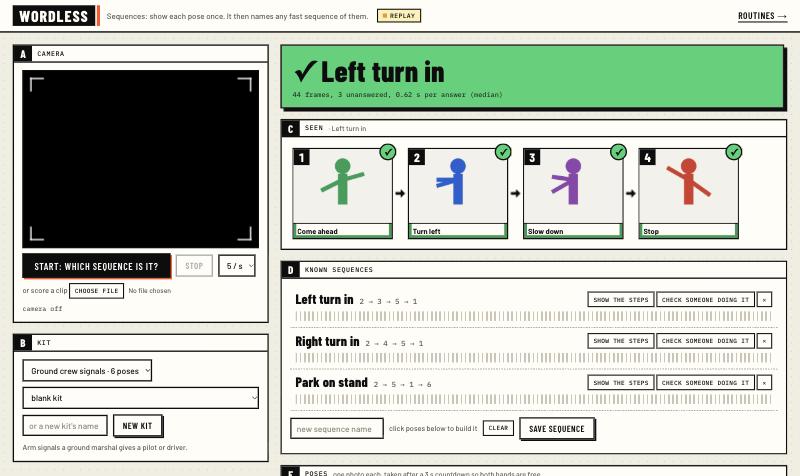 WORDLESS Sequences: show each pose once. It then names any fast sequence of them. REPLAY ROUTINES →
A CAMERA
START: WHICH SEQUENCE IS IT? STOP 5 / s
or score a clip CHOOSE FILE No file chosen
camera off
B KIT
Ground crew signals · 6 poses
blank kit
or a new kit's name NEW KIT
Arm signals a ground marshal gives a pilot or driver.
✓ Left turn in
44 frames, 3 unanswered, 0.62 s per answer (median)
C SEEN · Left turn in
1 ✓ 2 ✓ 3 ✓ 4 ✓
Come ahead → Turn left → Slow down → Stop
D KNOWN SEQUENCES
Left turn in 2 → 3 → 5 → 1 SHOW THE STEPS CHECK SOMEONE DOING IT ×
Right turn in 2 → 4 → 5 → 1 SHOW THE STEPS CHECK SOMEONE DOING IT ×
Park on stand 2 → 5 → 1 → 6 SHOW THE STEPS CHECK SOMEONE DOING IT ×
new sequence name click poses below to build it CLEAR SAVE SEQUENCE
POSES one photo each, taken after a 3 s countdown so both hands are free.